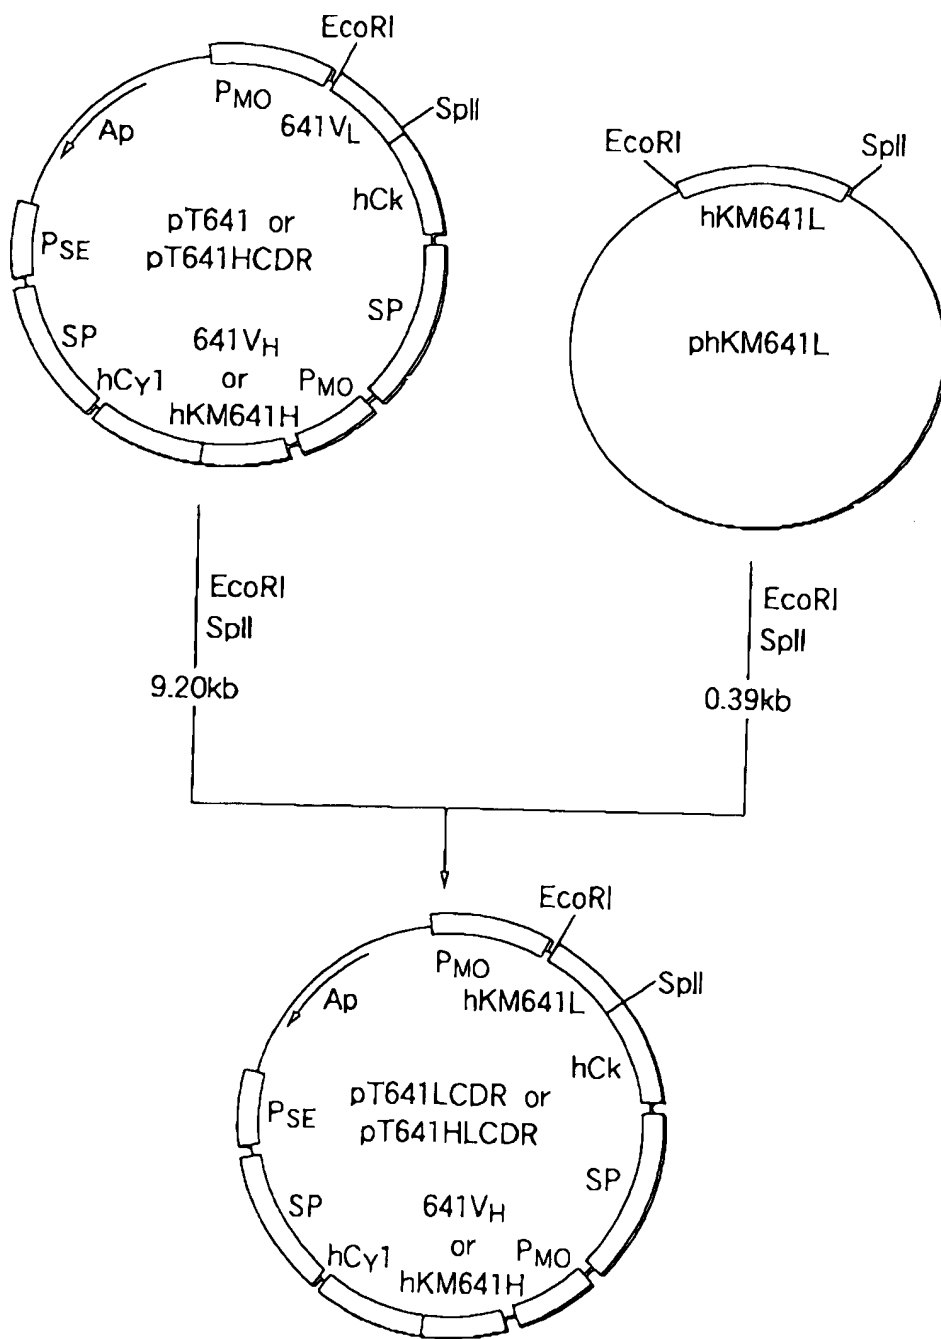 EcoRI
PMO
641VL
SplI
Ap
hCk
pT641 or
pT641HCDR
PSE
SP
SP
641VH
or
hKM641H
hCγ1
PMO
EcoRI
SplI
hKM641L
phKM641L
EcoRI
SplI
9.20kb
EcoRI
SplI
0.39kb
EcoRI
PMO
hKM641L
SplI
Ap
hCk
pT641LCDR or
pT641HLCDR
PSE
SP
SP
641VH
or
hKM641H
hCγ1
PMO